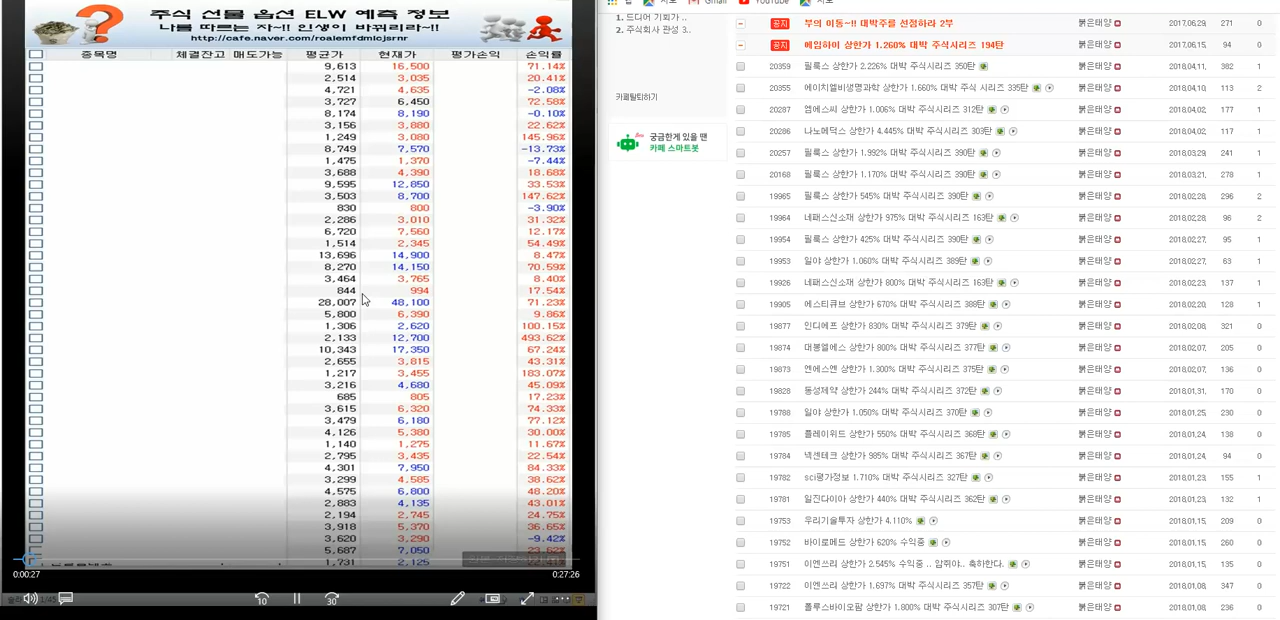 주식 선물 옵션 ELW 예측 정보
나를 따르는 자~!! 인생이 바뀌리라~!!
종목명 체결잔고 매도가능 평균가 현재가 평가손익 손익률
9,613 16,500 71.14%
2,514 3,035 20.41%
4,721 4,635 -2.08%
3,727 6,450 72.58%
8,174 8,190 -0.10%
3,156 3,880 22.62%
1,249 3,080 145.96%
8,749 7,570 -13.73%
1,475 1,370 -7.44%
3,688 4,390 18.68%
9,595 12,850 33.53%
3,503 8,700 147.62%
830 800 -3.90%
2,286 3,010 31.32%
6,720 7,560 12.17%
1,514 2,345 54.49%
13,696 14,900 8.47%
8,270 14,150 70.59%
3,464 3,765 8.40%
844 994 17.54%
28,007 48,100 71.23%
5,800 6,390 9.86%
1,306 2,620 100.15%
2,133 12,700 493.62%
10,343 17,350 67.24%
2,655 3,815 43.31%
1,217 3,455 183.07%
3,216 4,680 45.09%
685 805 17.23%
3,615 6,320 74.33%
3,479 6,180 77.12%
4,126 5,380 30.00%
1,140 1,275 11.67%
2,795 3,435 22.54%
4,301 7,950 84.33%
3,299 4,585 38.62%
4,575 6,800 48.20%
2,883 4,135 43.01%
2,194 2,745 24.75%
3,918 5,370 36.65%
3,620 3,290 -9.42%
5,687 7,050 23.62%
1,731 2,125
0:00:27 0:27:26
10 30
Gmail YouTube
1. 드디어 기회가 ..
2. 주식회사 관성 3..
카페탈퇴하기
궁금한게 있을 땐
카페 스마트봇
공지 부의 이동~!! 대박주를 선점하라 2부 붉은태양 2017.06.29. 271 0
공지 에임하이 상한가 1.260% 대박 주식시리즈 194탄 붉은태양 2017.06.15. 94 0
20359 필룩스 상한가 2.226% 대박 주식시리즈 350탄 붉은태양 2018.04.11. 382 1
20355 에이치엘비생명과학 상한가 1.660% 대박 주식 시리즈 335탄 붉은태양 2018.04.10. 113 2
20287 엠에스씨 상한가 1.006% 대박 주식시리즈 312탄 붉은태양 2018.04.02. 177 1
20286 나노메딕스 상한가 4.445% 대박 주식시리즈 303탄 붉은태양 2018.04.02. 117 1
20257 필룩스 상한가 1.992% 대박 주식시리즈 390탄 붉은태양 2018.03.29. 241 1
20168 필룩스 상한가 1.170% 대박 주식시리즈 390탄 붉은태양 2018.03.21. 278 1
19965 필룩스 상한가 545% 대박 주식시리즈 390탄 붉은태양 2018.02.28. 296 2
19964 네패스신소재 상한가 975% 대박 주식시리즈 163탄 붉은태양 2018.02.28. 96 2
19954 필룩스 상한가 425% 대박 주식시리즈 390탄 붉은태양 2018.02.27. 95 1
19953 일야 상한가 1.060% 대박 주식시리즈 389탄 붉은태양 2018.02.27. 63 1
19926 네패스신소재 상한가 800% 대박 주식시리즈 163탄 붉은태양 2018.02.23. 137 1
19905 에스티큐브 상한가 670% 대박 주식시리즈 388탄 붉은태양 2018.02.20. 128 1
19877 인디에프 상한가 830% 대박 주식시리즈 379탄 붉은태양 2018.02.08. 321 0
19874 대봉엘에스 상한가 800% 대박 주식시리즈 377탄 붉은태양 2018.02.07. 205 0
19873 엔에스엔 상한가 1.300% 대박 주식시리즈 375탄 붉은태양 2018.02.07. 136 0
19828 동성제약 상한가 244% 대박 주식시리즈 372탄 붉은태양 2018.01.31. 170 0
19788 일야 상한가 1.050% 대박 주식시리즈 370탄 붉은태양 2018.01.25. 230 0
19785 플레이위드 상한가 550% 대박 주식시리즈 368탄 붉은태양 2018.01.24. 138 0
19784 넥센테크 상한가 985% 대박 주식시리즈 367탄 붉은태양 2018.01.24. 94 0
19782 sci평가정보 1.710% 대박 주식시리즈 327탄 붉은태양 2018.01.23. 155 1
19781 일진다이아 상한가 440% 대박 주식시리즈 362탄 붉은태양 2018.01.23. 132 1
19753 우리기술투자 상한가 4.110% 붉은태양 2018.01.15. 209 0
19752 바이로메드 상한가 620% 수익중 붉은태양 2018.01.15. 260 0
19751 이엔쓰리 상한가 2.545% 수익중 .. 압쥐야.. 축하한다. 붉은태양 2018.01.15. 135 0
19722 이엔쓰리 상한가 1.697% 대박 주식시리즈 357탄 붉은태양 2018.01.08. 347 0
19721 폴루스바이오팜 상한가 1.800% 대박 주식시리즈 307탄 붉은태양 2018.01.08. 236 0